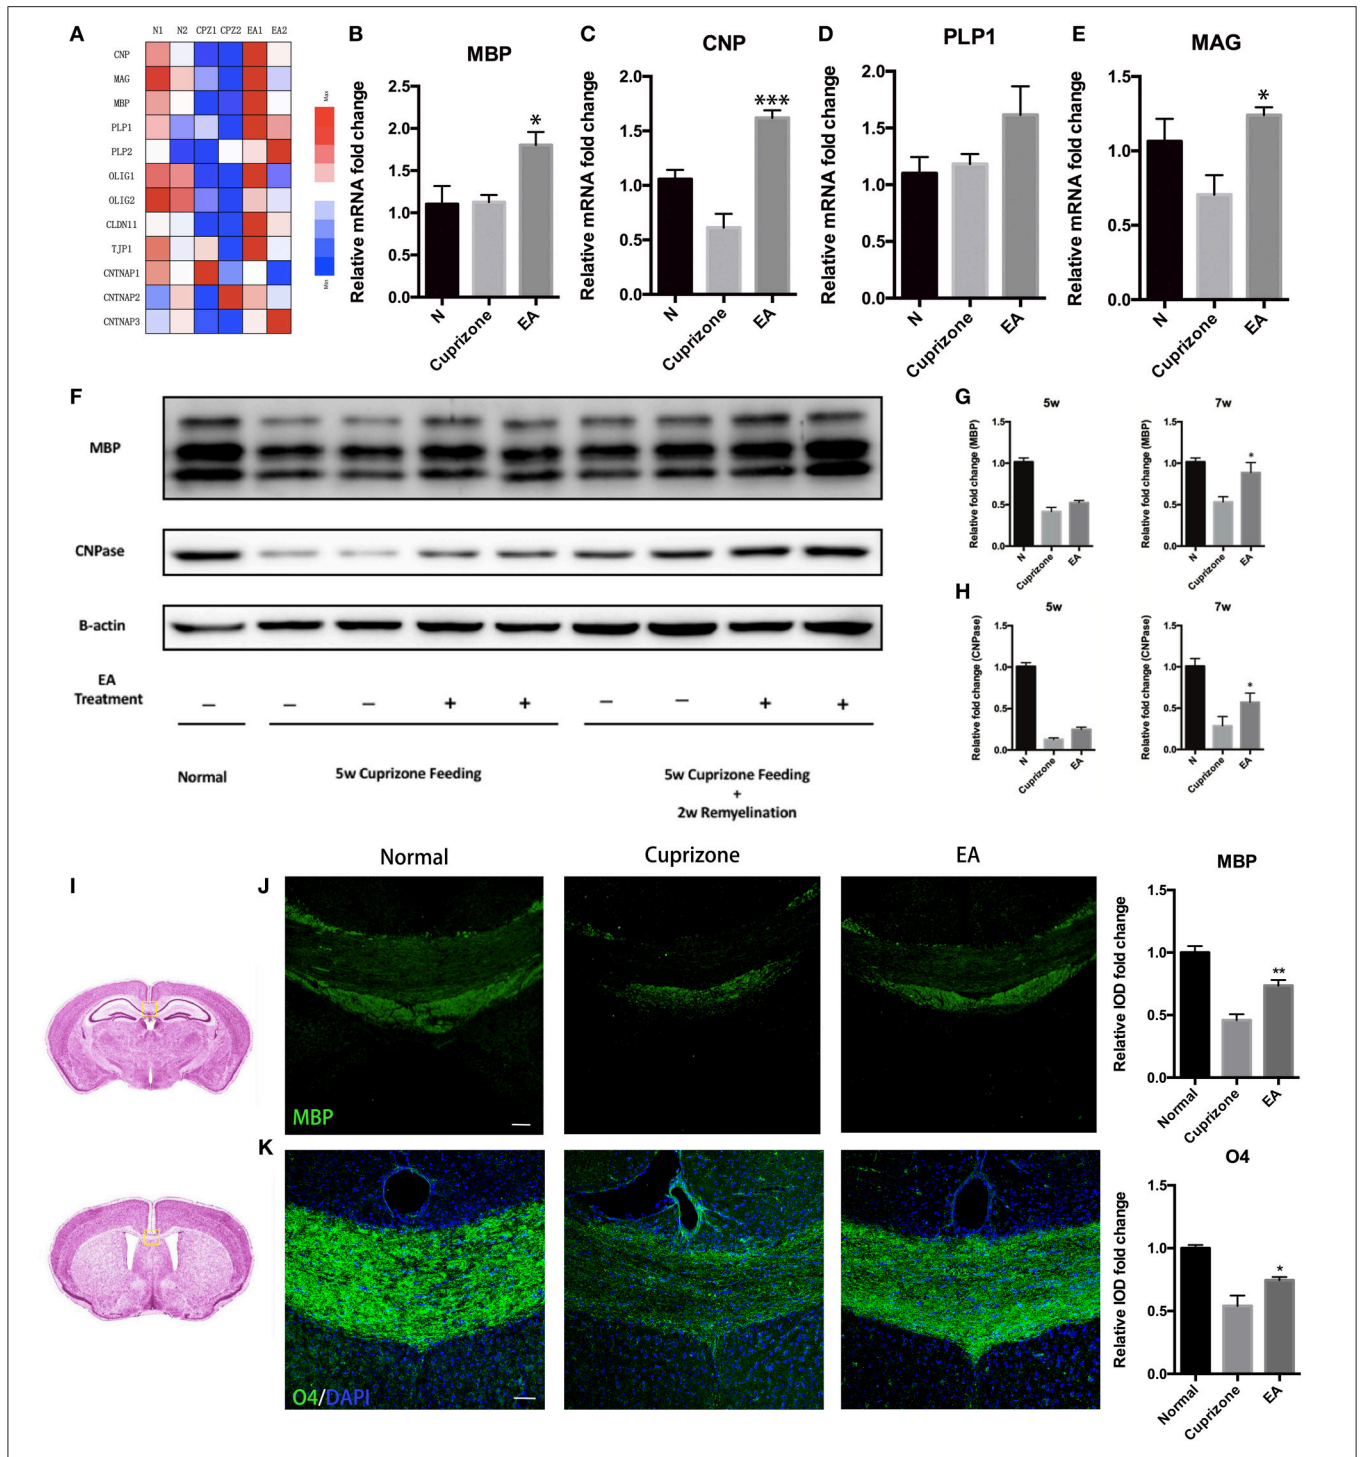 A
N1 N2 CPZ1 CPZ2 EA1 EA2
CNP
MAG
MBP
PLP1
PLP2
OLIG1
OLIG2
CLDN11
TJP1
CNTNAP1
CNTNAP2
CNTNAP3
Max
Min
B
MBP
Relative mRNA fold change
2.5
2.0
1.5
1.0
0.5
0.0
*
N
Cuprizone
EA
C
CNP
Relative mRNA fold change
2.0
1.5
1.0
0.5
0.0
***
N
Cuprizone
EA
D
PLP1
Relative mRNA fold change
2.0
1.5
1.0
0.5
0.0
N
Cuprizone
EA
E
MAG
Relative mRNA fold change
1.5
1.0
0.5
0.0
*
N
Cuprizone
EA
F
MBP
CNPase
B-actin
EA
Treatment
− − − + + − − + +
Normal
5w Cuprizone Feeding
5w Cuprizone Feeding
+
2w Remyelination
G
5w
Relative fold change (MBP)
1.5
1.0
0.5
0.0
N
Cuprizone
EA
7w
Relative fold change (MBP)
1.5
1.0
0.5
0.0
*
N
Cuprizone
EA
H
5w
Relative fold change (CNPase)
1.5
1.0
0.5
0.0
N
Cuprizone
EA
7w
Relative fold change (CNPase)
1.5
1.0
0.5
0.0
*
N
Cuprizone
EA
I
J
Normal
Cuprizone
EA
MBP
MBP
Relative IOD fold change
1.5
1.0
0.5
0.0
**
Normal
Cuprizone
EA
K
O4/DAPI
O4
Relative IOD fold change
1.5
1.0
0.5
0.0
*
Normal
Cuprizone
EA